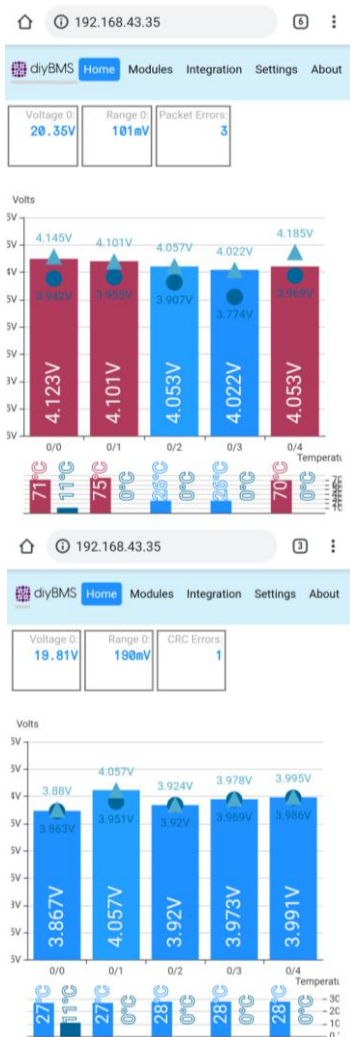 192.168.43.35
6
diyBMS Home Modules Integration Settings About
Voltage 0: Range 0: Packet Errors:
20.35V 101mV 3
Volts
4.145V 4.101V 4.057V 4.022V 4.185V
3.942V 3.955V 3.907V 3.774V 3.969V
4.123V 4.101V 4.053V 4.022V 4.053V
0/0 0/1 0/2 0/3 0/4
Temperatu
71°C 11°C 75°C 0°C 0°C 0°C 70°C 0°C
192.168.43.35
3
diyBMS Home Modules Integration Settings About
Voltage 0: Range 0: CRC Errors:
19.81V 190mV 1
Volts
3.88V 4.057V 3.924V 3.978V 3.995V
3.863V 3.951V 3.92V 3.969V 3.986V
3.867V 4.057V 3.92V 3.973V 3.991V
0/0 0/1 0/2 0/3 0/4
Temperatu
27°C 11°C 27°C 0°C 28°C 0°C 28°C 0°C 28°C 0°C
30
20
10